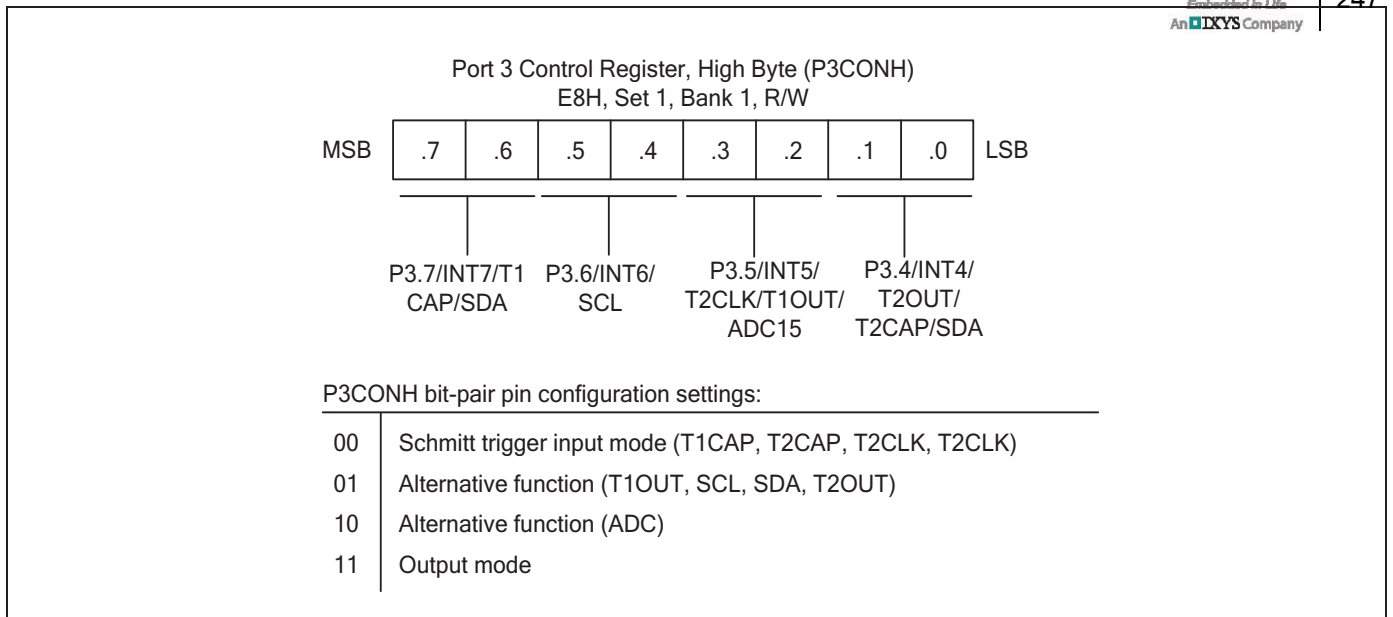 Embedded in Life
An IXYS Company
247
Port 3 Control Register, High Byte (P3CONH)
E8H, Set 1, Bank 1, R/W
MSB .7 .6 .5 .4 .3 .2 .1 .0 LSB
P3.7/INT7/T1
CAP/SDA
P3.6/INT6/
SCL
P3.5/INT5/
T2CLK/T1OUT/
ADC15
P3.4/INT4/
T2OUT/
T2CAP/SDA
P3CONH bit-pair pin configuration settings:
00 Schmitt trigger input mode (T1CAP, T2CAP, T2CLK, T2CLK)
01 Alternative function (T1OUT, SCL, SDA, T2OUT)
10 Alternative function (ADC)
11 Output mode